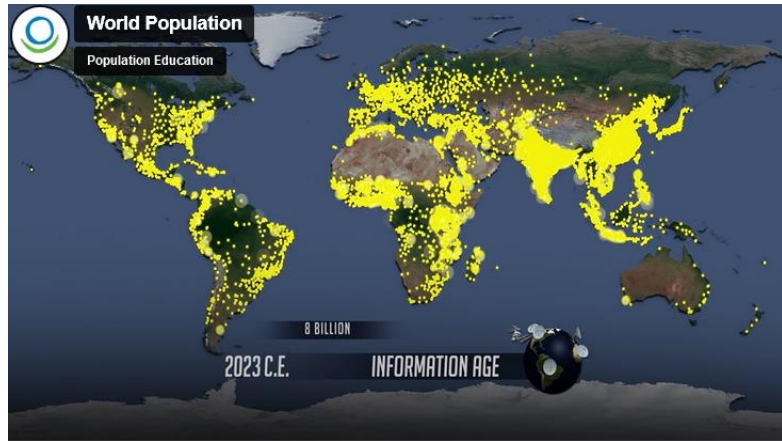 World Population
Population Education
8 BILLION
2023 C.E.
INFORMATION AGE